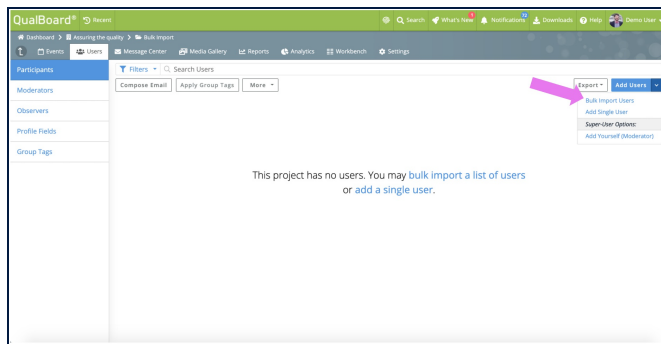 QualBoard® Recent Search What's New Notifications 72 Downloads Help Demo User
Dashboard Assuring the quality Bulk Import
Events Users Message Center Media Gallery Reports Analytics Workbench Settings
Participants
Moderators
Observers
Profile Fields
Group Tags
Filters Search Users
Compose Email Apply Group Tags More Export Add Users
Bulk Import Users
Add Single User
Super-User Options:
Add Yourself (Moderator)
This project has no users. You may bulk import a list of users
or add a single user.